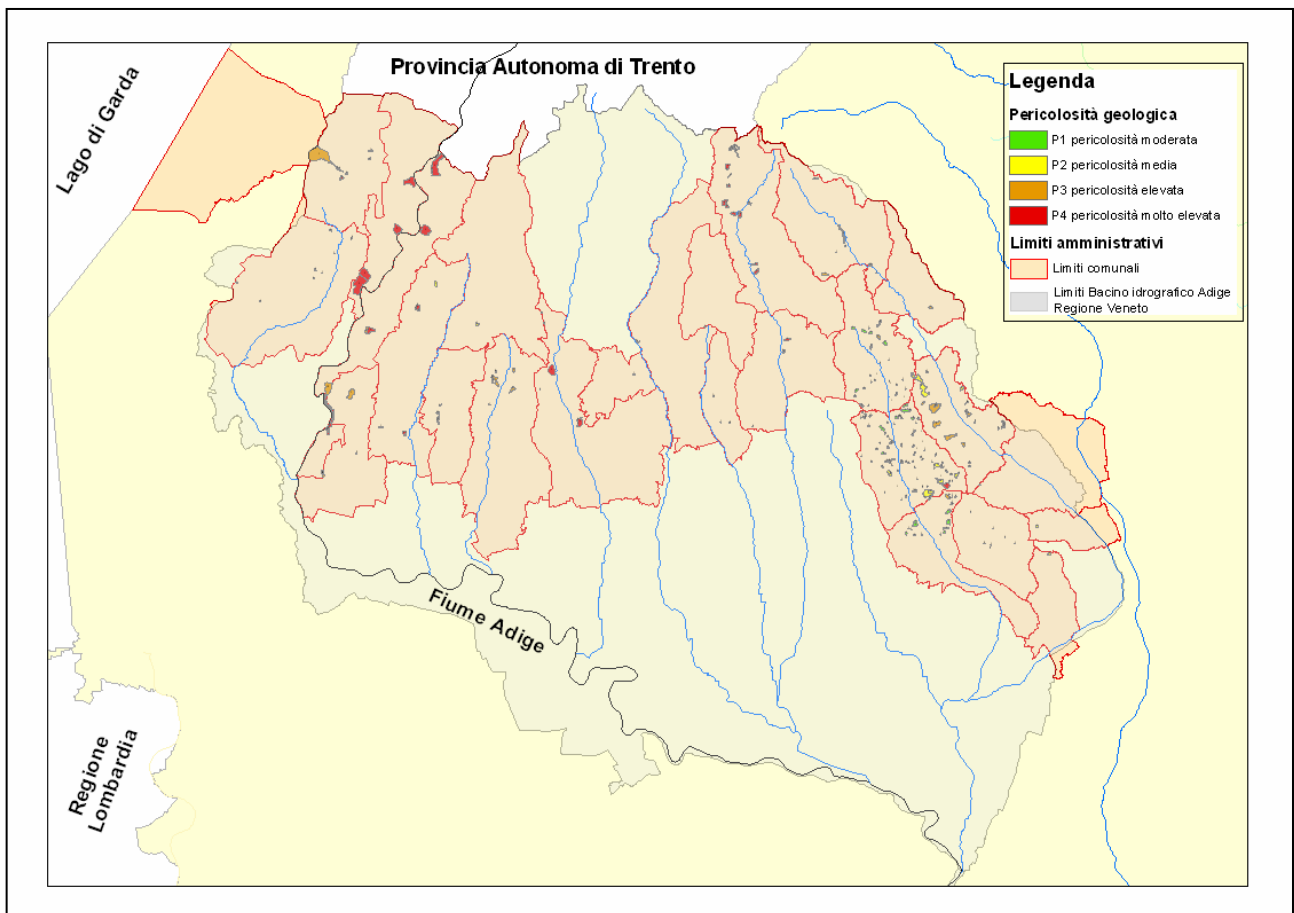 Provincia Autonoma di Trento
Lago di Garda
Legenda
Pericolosità geologica
P1 pericolosità moderata
P2 pericolosità media
P3 pericolosità elevata
P4 pericolosità molto elevata
Limiti amministrativi
Limiti comunali
Limiti Bacino idrografico Adige
Regione Veneto
Fiume Adige
Regione
Lombardia